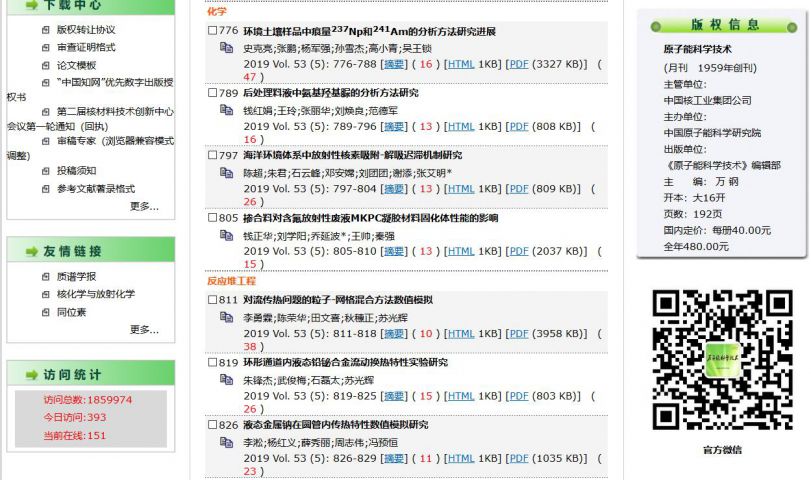 下载中心
版权转让协议
审查证明格式
论文模板
“中国知网”优先数字出版授
权书
第二届核材料技术创新中心
会议第一轮通知（回执）
审稿专家（浏览器兼容模式
调整）
投稿须知
参考文献著录格式
更多...
友情链接
质谱学报
核化学与放射化学
同位素
更多...
访问统计
访问总数:1859974
今日访问:393
当前在线:151
化学
776 环境土壤样品中痕量237Np和241Am的分析方法研究进展
史克亮;张鹏;杨军强;孙雪杰;高小青;吴王锁
2019 Vol. 53 (5): 776-788 [摘要] ( 16 ) [HTML 1KB] [PDF (3327 KB)] (
47 )
789 后处理料液中氨基羟基脲的分析方法研究
钱红娟;王玲;张丽华;刘焕良;范德军
2019 Vol. 53 (5): 789-796 [摘要] ( 13 ) [HTML 1KB] [PDF (808 KB)] (
16 )
797 海洋环境体系中放射性核素吸附-解吸迟滞机制研究
陈超;朱君;石云峰;邓安嫦;刘团团;谢添;张艾明*
2019 Vol. 53 (5): 797-804 [摘要] ( 13 ) [HTML 1KB] [PDF (809 KB)] (
26 )
805 掺合料对含氟放射性废液MKPC凝胶材料固化体性能的影响
钱正华;刘学阳;乔延波*;王帅;秦强
2019 Vol. 53 (5): 805-810 [摘要] ( 13 ) [HTML 1KB] [PDF (2037 KB)] (
15 )
反应堆工程
811 对流传热问题的粒子-网格混合方法数值模拟
李勇霖;陈荣华;田文喜;秋穗正;苏光辉
2019 Vol. 53 (5): 811-818 [摘要] ( 10 ) [HTML 1KB] [PDF (3958 KB)] (
38 )
819 环形通道内液态铅铋合金流动换热特性实验研究
朱锋杰;武俊梅;石磊太;苏光辉
2019 Vol. 53 (5): 819-825 [摘要] ( 15 ) [HTML 1KB] [PDF (803 KB)] (
26 )
826 液态金属钠在圆管内传热特性数值模拟研究
李淞;杨红义;薛秀丽;周志伟;冯预恒
2019 Vol. 53 (5): 826-829 [摘要] ( 11 ) [HTML 1KB] [PDF (1035 KB)] (
23 )
版权信息
原子能科学技术
(月刊 1959年创刊)
主管单位：
中国核工业集团公司
主办单位：
中国原子能科学研究院
出版单位：
《原子能科学技术》编辑部
主 编： 万 钢
开本：大16开
页数：192页
国内定价：每册40.00元
全年480.00元
原子能科学技术
官方微信